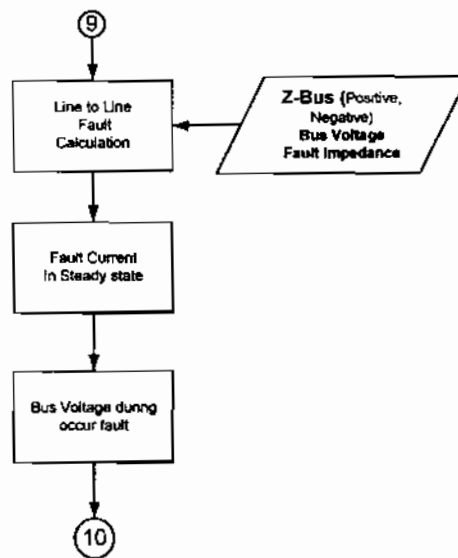 9
Line to Line
Fault
Calculation
Z-Bus (Positive,
Negative)
Bus Voltage
Fault Impedance
Fault Current
In Steady state
Bus Voltage during
occur fault
10